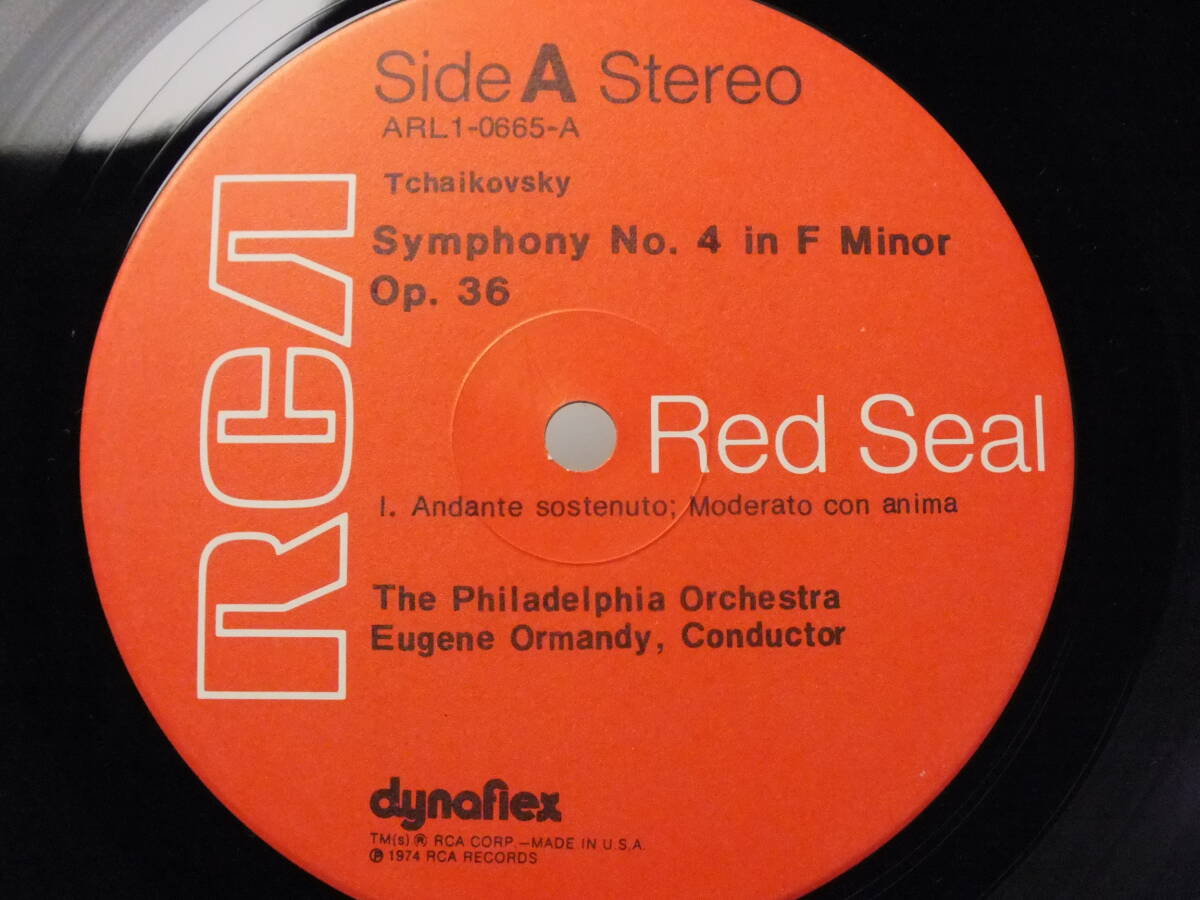 Side A Stereo
ARL1-0665-A
Tchaikovsky
Symphony No. 4 in F Minor
Op. 36
RCA
Red Seal
I. Andante sostenuto; Moderato con anima
The Philadelphia Orchestra
Eugene Ormandy, Conductor
dynaflex
TM(s) ® RCA CORP.—MADE IN U.S.A.
℗ 1974 RCA RECORDS